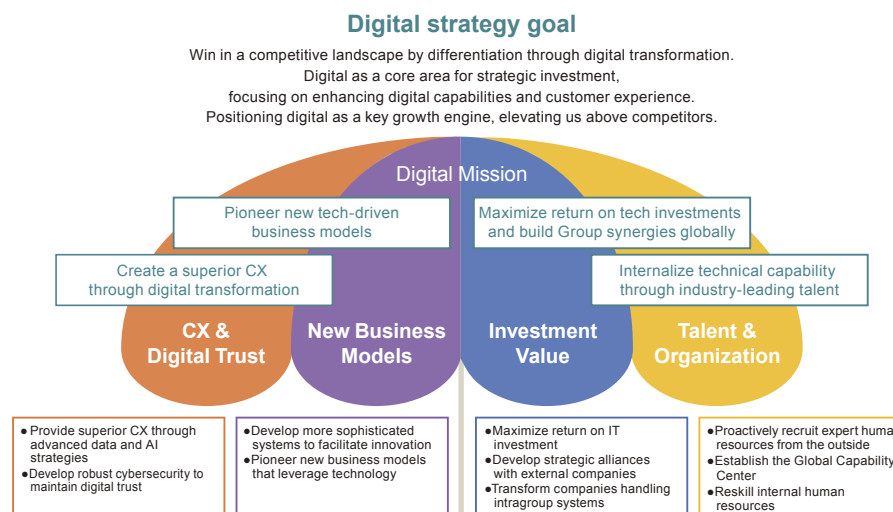 Digital strategy goal
Win in a competitive landscape by differentiation through digital transformation.
Digital as a core area for strategic investment,
focusing on enhancing digital capabilities and customer experience.
Positioning digital as a key growth engine, elevating us above competitors.
Digital Mission
Pioneer new tech-driven
business models
Maximize return on tech investments
and build Group synergies globally
Create a superior CX
through digital transformation
Internalize technical capability
through industry-leading talent
CX &
Digital Trust
New Business
Models
Investment
Value
Talent &
Organization
●Provide superior CX through
advanced data and AI
strategies
●Develop robust cybersecurity to
maintain digital trust
●Develop more sophisticated
systems to facilitate innovation
●Pioneer new business models
that leverage technology
●Maximize return on IT
investment
●Develop strategic alliances
with external companies
●Transform companies handling
intragroup systems
●Proactively recruit expert human
resources from the outside
●Establish the Global Capability
Center
●Reskill internal human
resources